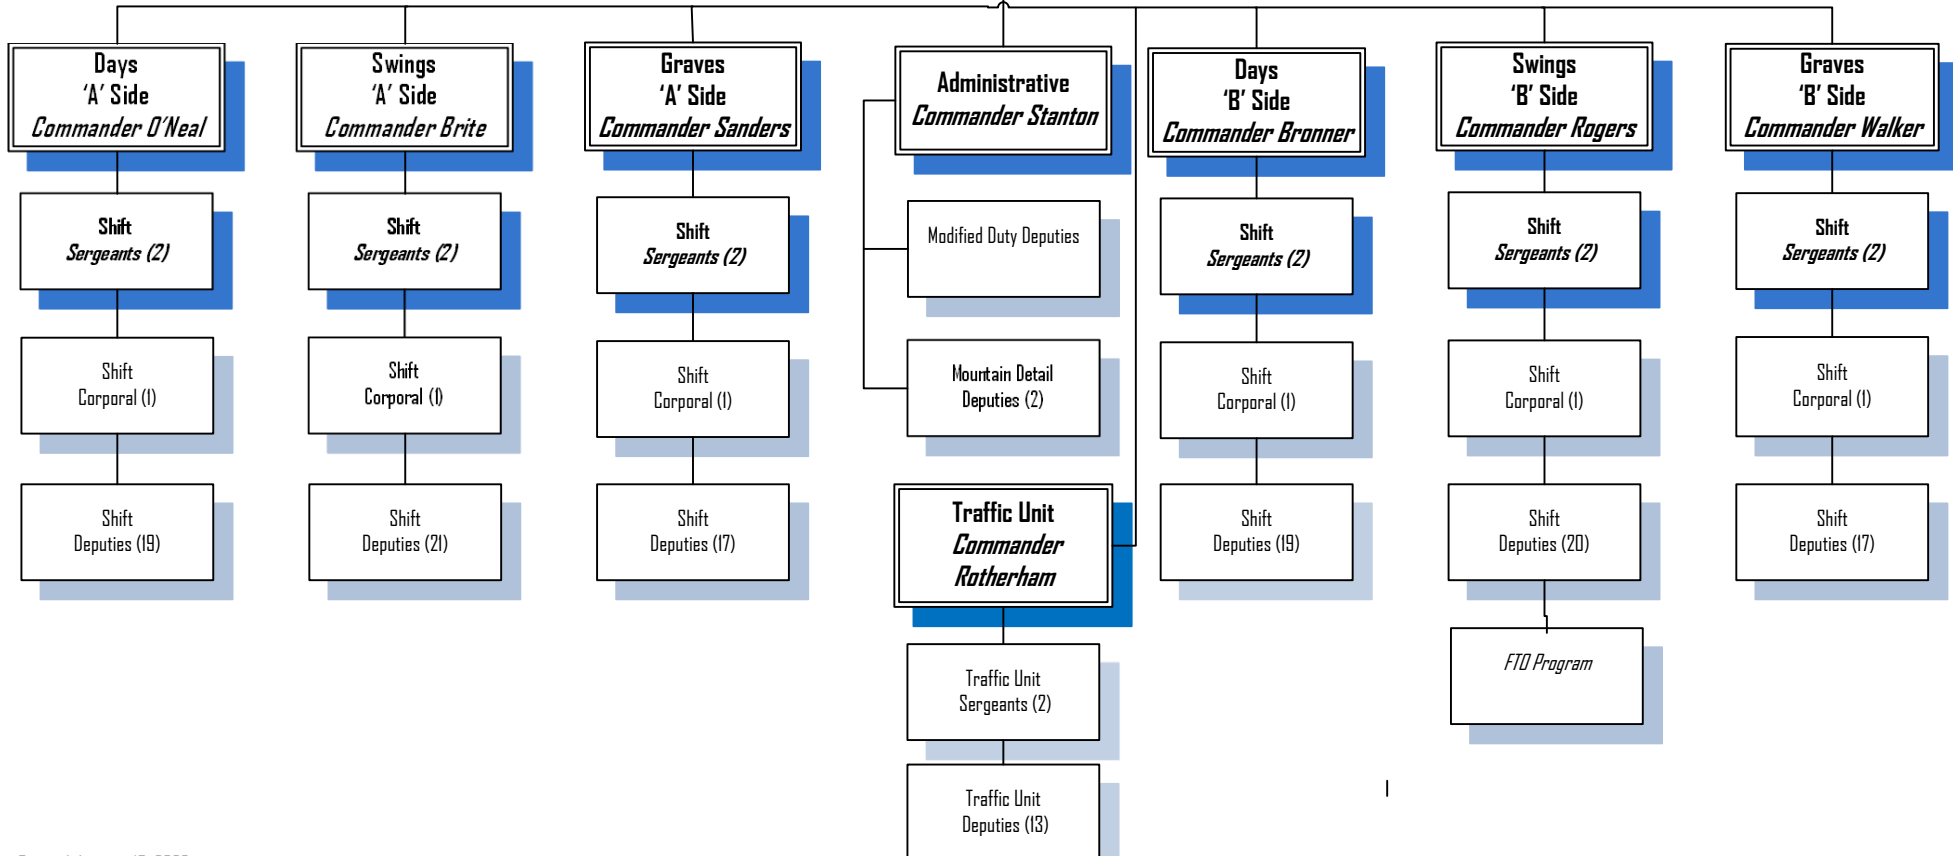 Days
‘A’ Side
Commander O’Neal
Shift
Sergeants (2)
Shift
Corporal (1)
Shift
Deputies (19)
Swings
‘A’ Side
Commander Brite
Shift
Sergeants (2)
Shift
Corporal (1)
Shift
Deputies (21)
Graves
‘A’ Side
Commander Sanders
Shift
Sergeants (2)
Shift
Corporal (1)
Shift
Deputies (17)
Administrative
Commander Stanton
Modified Duty Deputies
Mountain Detail
Deputies (2)
Traffic Unit
Commander
Rotherham
Traffic Unit
Sergeants (2)
Traffic Unit
Deputies (13)
Days
‘B’ Side
Commander Bronner
Shift
Sergeants (2)
Shift
Corporal (1)
Shift
Deputies (19)
Swings
‘B’ Side
Commander Rogers
Shift
Sergeants (2)
Shift
Corporal (1)
Shift
Deputies (20)
FTO Program
Graves
‘B’ Side
Commander Walker
Shift
Sergeants (2)
Shift
Corporal (1)
Shift
Deputies (17)